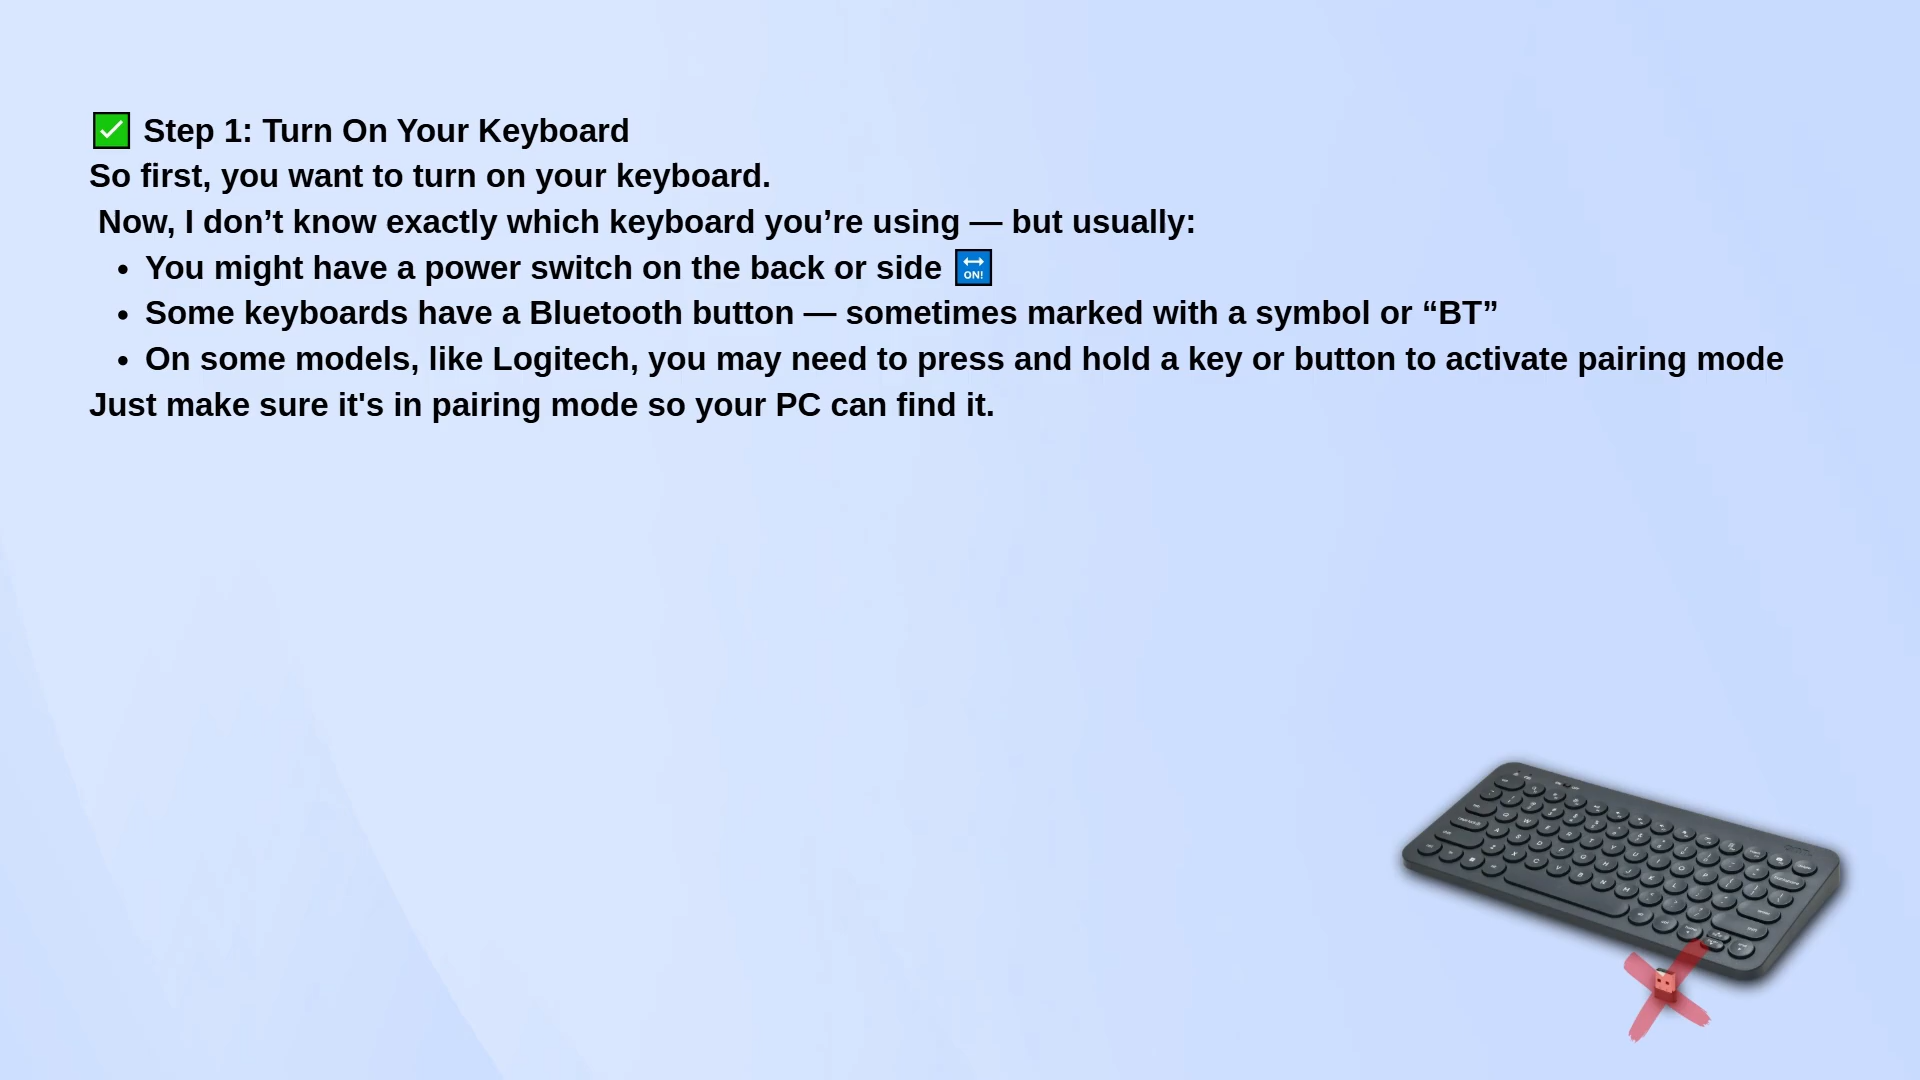 ✅ Step 1: Turn On Your Keyboard
So first, you want to turn on your keyboard.
Now, I don’t know exactly which keyboard you’re using — but usually:
• You might have a power switch on the back or side 🔛
• Some keyboards have a Bluetooth button — sometimes marked with a symbol or “BT”
• On some models, like Logitech, you may need to press and hold a key or button to activate pairing mode
Just make sure it's in pairing mode so your PC can find it.